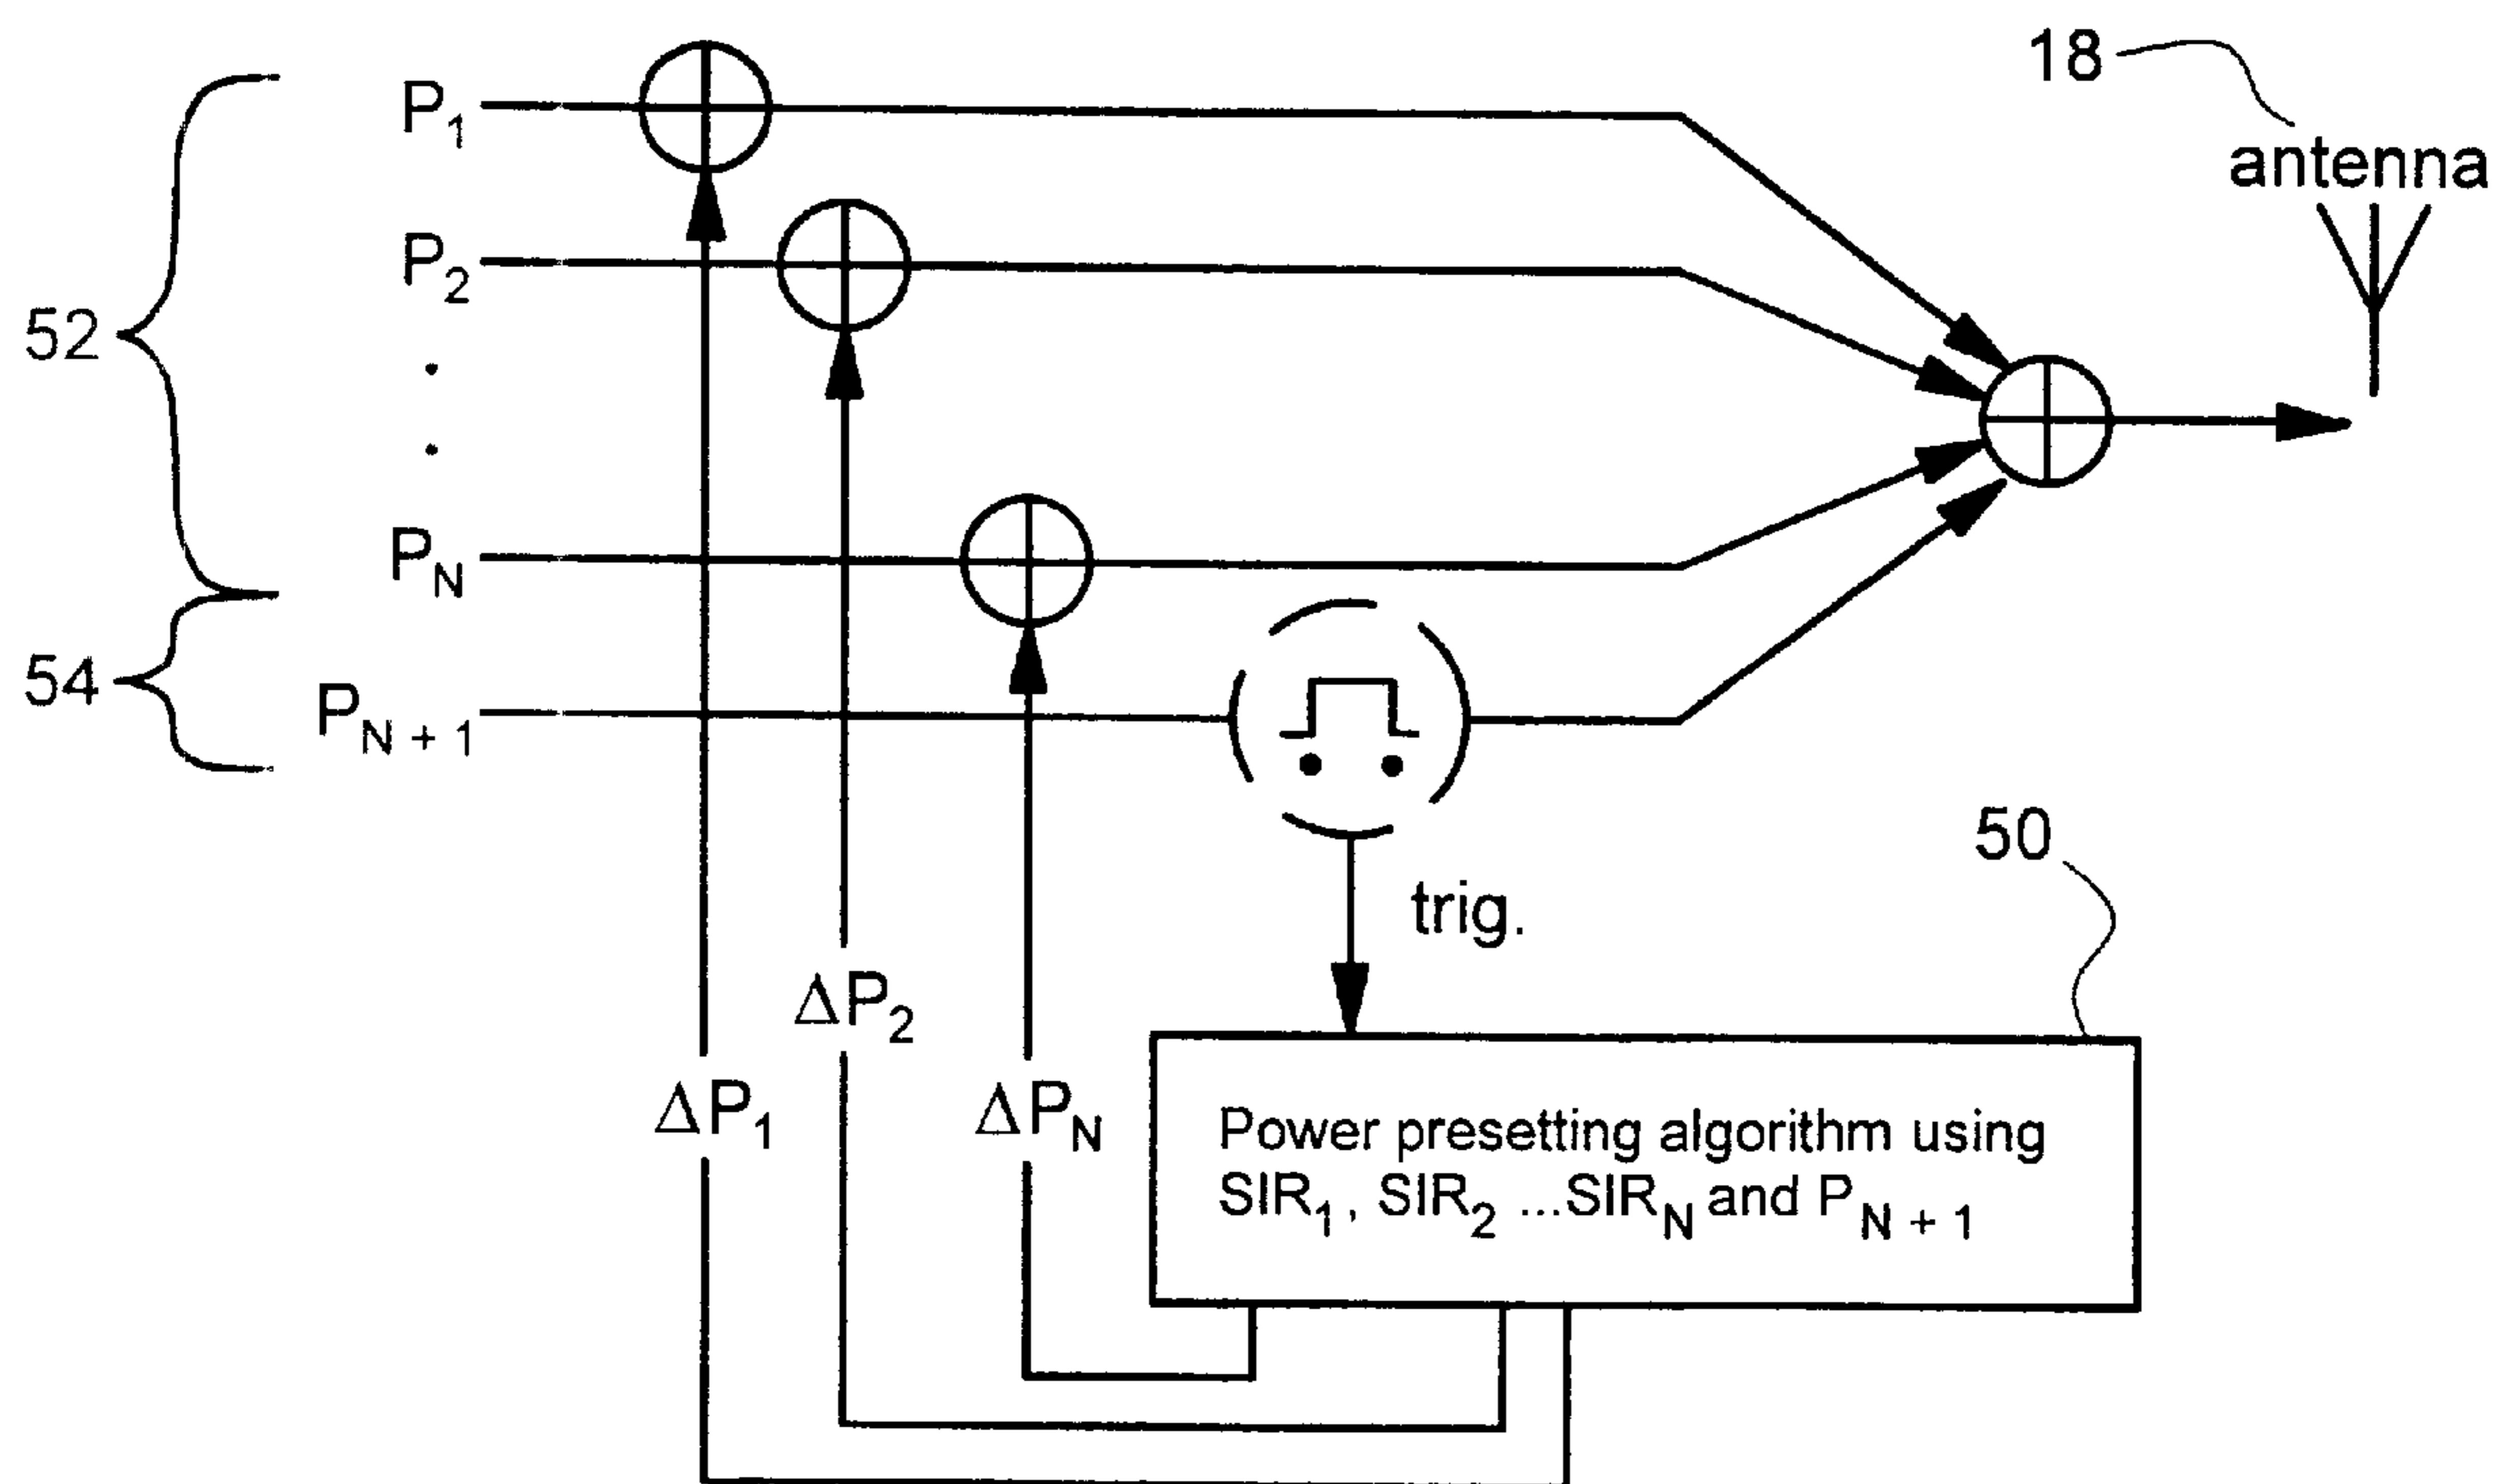 18
P1
antenna
P2
52
PN
54
PN + 1
50
trig.
ΔP2
ΔP1
ΔPN
Power presetting algorithm using
SIR1, SIR2 ...SIRN and PN + 1